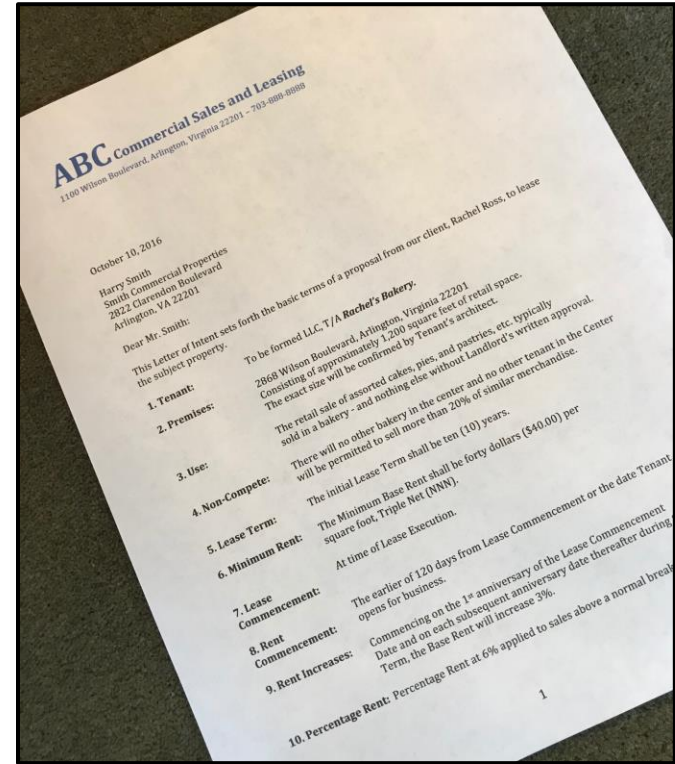 ABC Commercial Sales and Leasing
1100 Wilson Boulevard, Arlington, Virginia 22201 – 703-888-8888
October 10, 2016
Harry Smith
Smith Commercial Properties
2822 Clarendon Boulevard
Arlington, VA 22201
Dear Mr. Smith:
This Letter of Intent sets forth the basic terms of a proposal from our client, Rachel Ross, to lease
the subject property.
1. Tenant: To be formed LLC, T/A Rachel's Bakery.
2. Premises: 2868 Wilson Boulevard, Arlington, Virginia 22201
Consisting of approximately 1,200 square feet of retail space.
The exact size will be confirmed by Tenant's architect.
3. Use: The retail sale of assorted cakes, pies, and pastries, etc. typically
sold in a bakery - and nothing else without Landlord's written approval.
4. Non-Compete: There will no other bakery in the center and no other tenant in the Center
will be permitted to sell more than 20% of similar merchandise.
5. Lease Term: The initial Lease Term shall be ten (10) years.
6. Minimum Rent: The Minimum Base Rent shall be forty dollars ($40.00) per
square foot, Triple Net (NNN).
7. Lease
Commencement: At time of Lease Execution.
8. Rent
Commencement: The earlier of 120 days from Lease Commencement or the date Tenant
opens for business.
9. Rent Increases: Commencing on the 1st anniversary of the Lease Commencement
Date and on each subsequent anniversary date thereafter during
Term, the Base Rent will increase 3%.
10. Percentage Rent: Percentage Rent at 6% applied to sales above a normal break
1